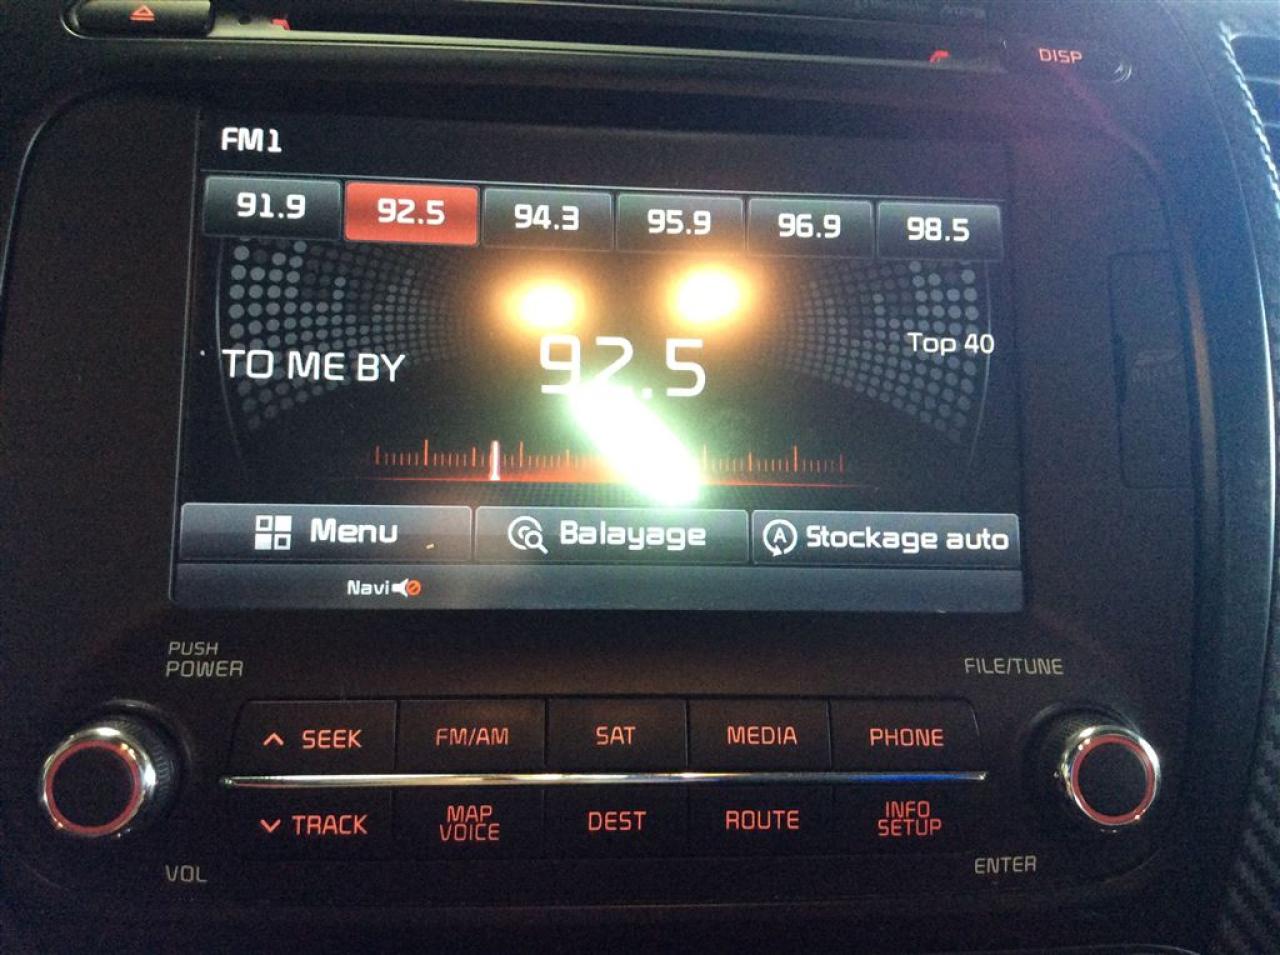 DISP
FM1
91.9 92.5 94.3 95.9 96.9 98.5
TO ME BY
92.5
Top 40
Menu Balayage Stockage auto
Navi
PUSH
POWER
FILE/TUNE
SEEK FM/AM SAT MEDIA PHONE
TRACK MAP VOICE DEST ROUTE INFO SETUP
VOL
ENTER